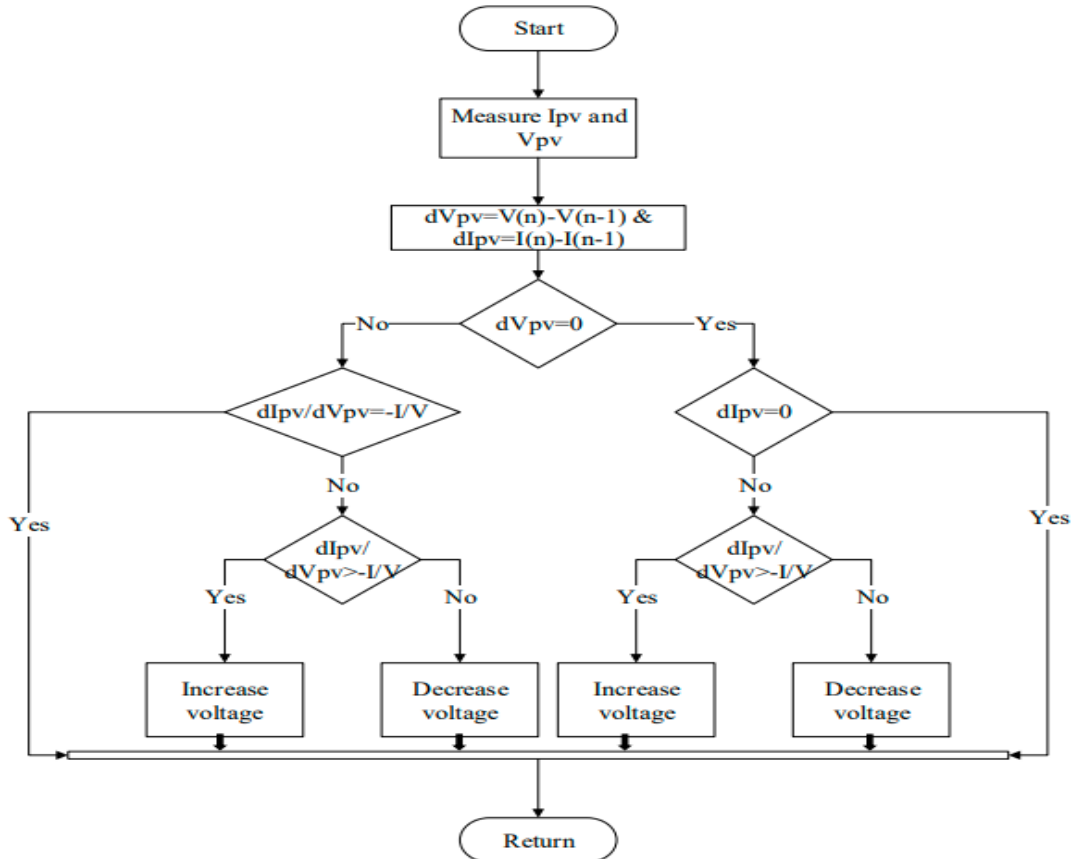 Start
Measure Ipv and
Vpv
dVpv=V(n)-V(n-1) &
dIpv=I(n)-I(n-1)
dVpv=0
No
Yes
dIpv/dVpv=-I/V
dIpv=0
No
No
Yes
Yes
dIpv/
dVpv>-I/V
dIpv/
dVpv>-I/V
Yes
No
Yes
No
Increase
voltage
Decrease
voltage
Increase
voltage
Decrease
voltage
Return